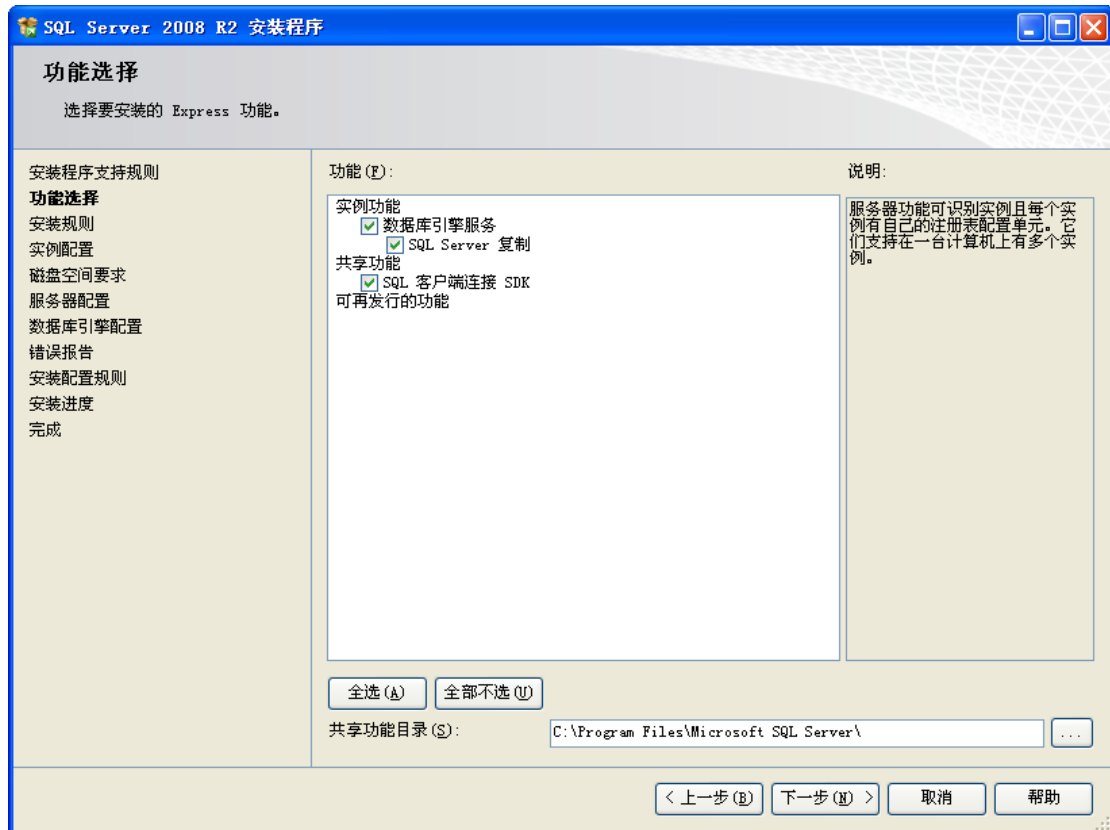 SQL Server 2008 R2 安装程序
功能选择
选择要安装的 Express 功能。
安装程序支持规则
功能选择
安装规则
实例配置
磁盘空间要求
服务器配置
数据库引擎配置
错误报告
安装配置规则
安装进度
完成
功能(F):
实例功能
数据库引擎服务
SQL Server 复制
共享功能
SQL 客户端连接 SDK
可再发行的功能
说明:
服务器功能可识别实例且每个实
例有自己的注册表配置单元。它
们支持在一台计算机上有多个实
例。
全选(A)
全部不选(U)
共享功能目录(S):
C:\Program Files\Microsoft SQL Server\
...
< 上一步(B)
下一步(N) >
取消
帮助